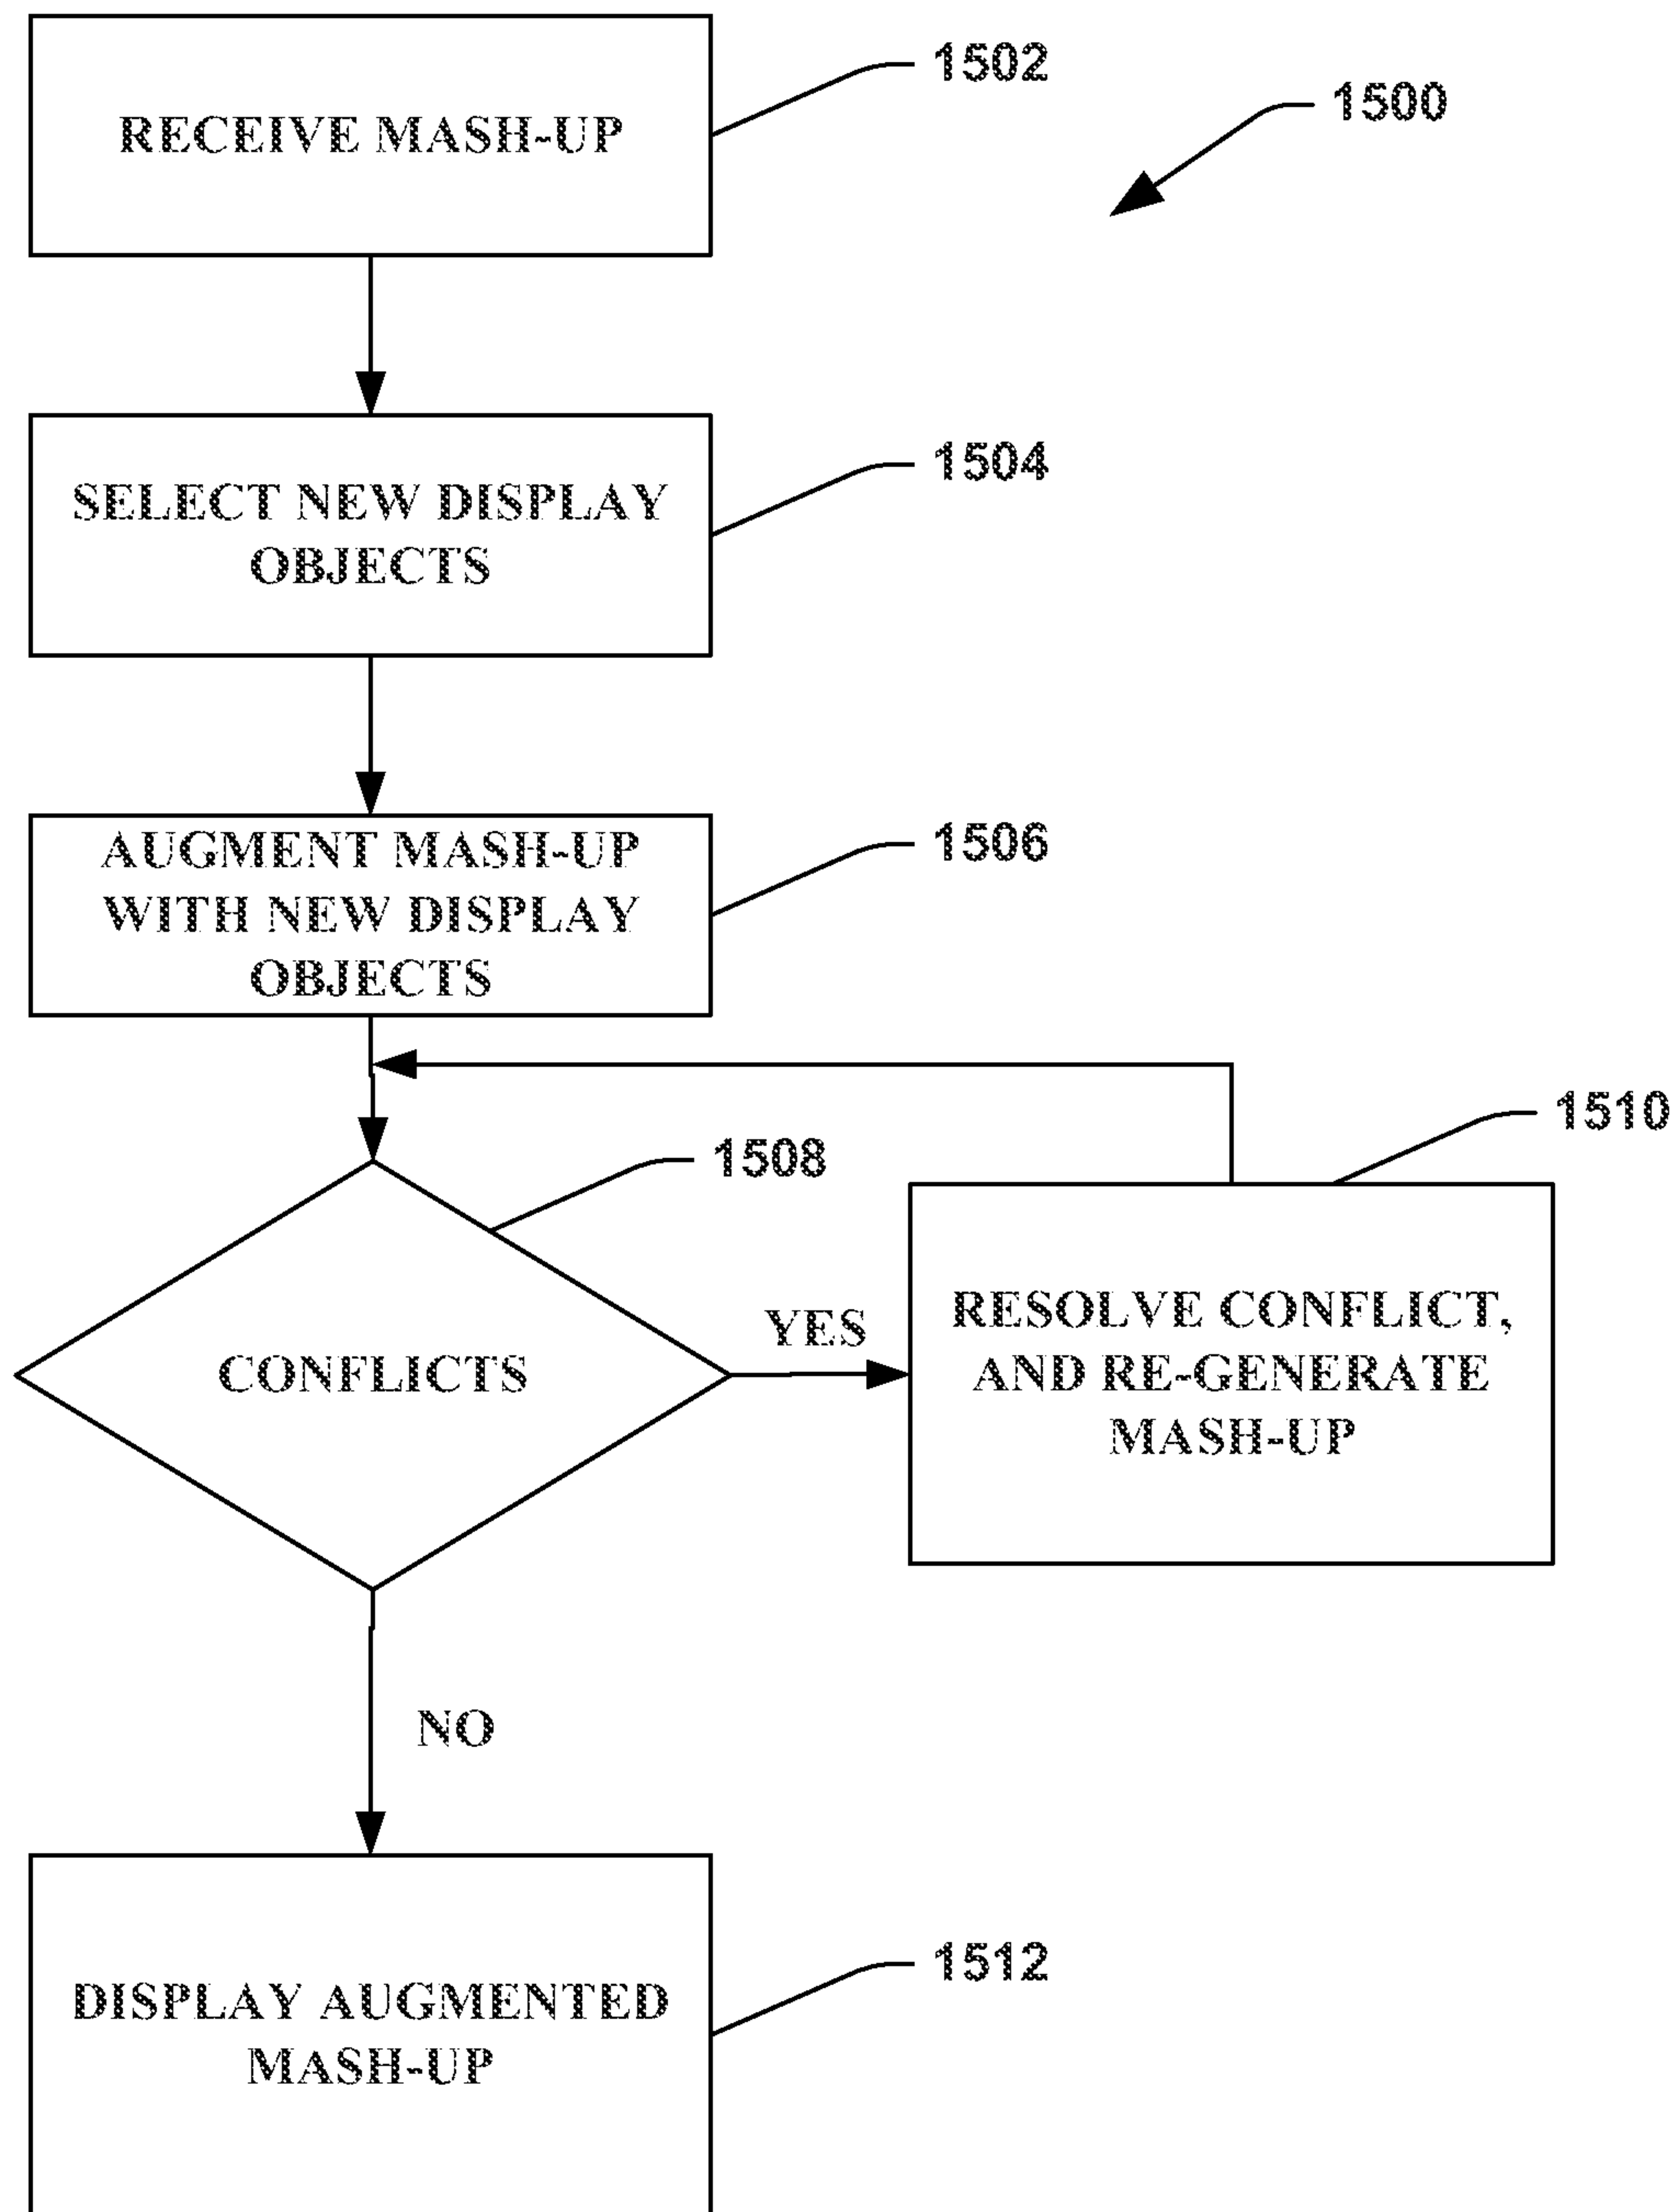 1502
1500
RECEIVE MASH-UP
1504
SELECT NEW DISPLAY
OBJECTS
1506
AUGMENT MASH-UP
WITH NEW DISPLAY
OBJECTS
1508
1510
CONFLICTS
YES
RESOLVE CONFLICT,
AND RE-GENERATE
MASH-UP
NO
1512
DISPLAY AUGMENTED
MASH-UP